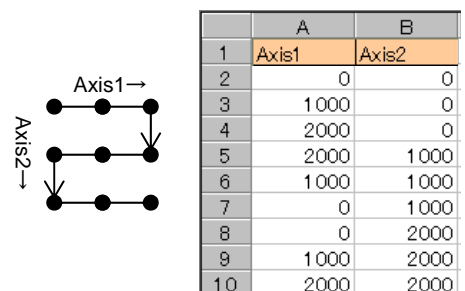 Axis1→
Axis2→
A B
1 Axis1 Axis2
2 0 0
3 1000 0
4 2000 0
5 2000 1000
6 1000 1000
7 0 1000
8 0 2000
9 1000 2000
10 2000 2000